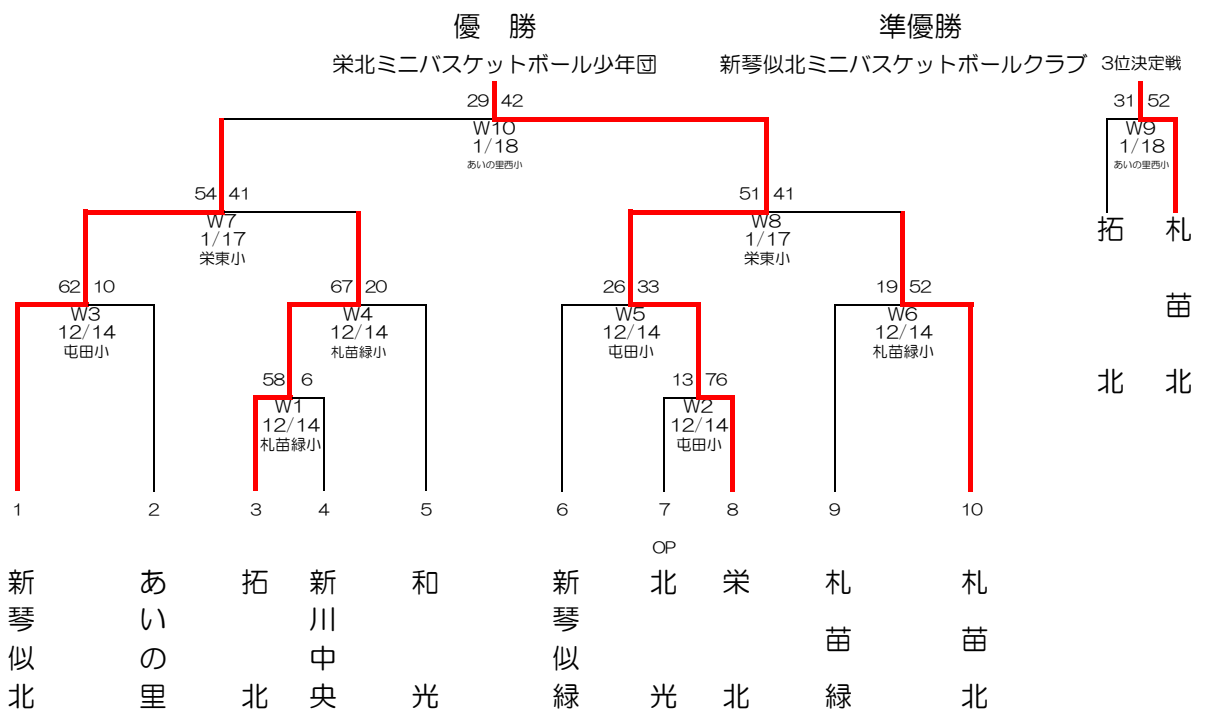 優　勝
準優勝
栄北ミニバスケットボール少年団
新琴似北ミニバスケットボールクラブ
3位決定戦
29 42
W10
1/18
あいの里西小
31 52
W9
1/18
あいの里西小
拓北
札苗北
54 41
W7
1/17
栄東小
51 41
W8
1/17
栄東小
62 10
W3
12/14
屯田小
67 20
W4
12/14
札苗緑小
26 33
W5
12/14
屯田小
19 52
W6
12/14
札苗緑小
58 6
W1
12/14
札苗緑小
13 76
W2
12/14
屯田小
1
2
3
4
5
6
7
8
9
10
OP
新琴似北
あいの里
拓北
新川中央
和光
新琴似緑
北光
栄北
札苗緑
札苗北